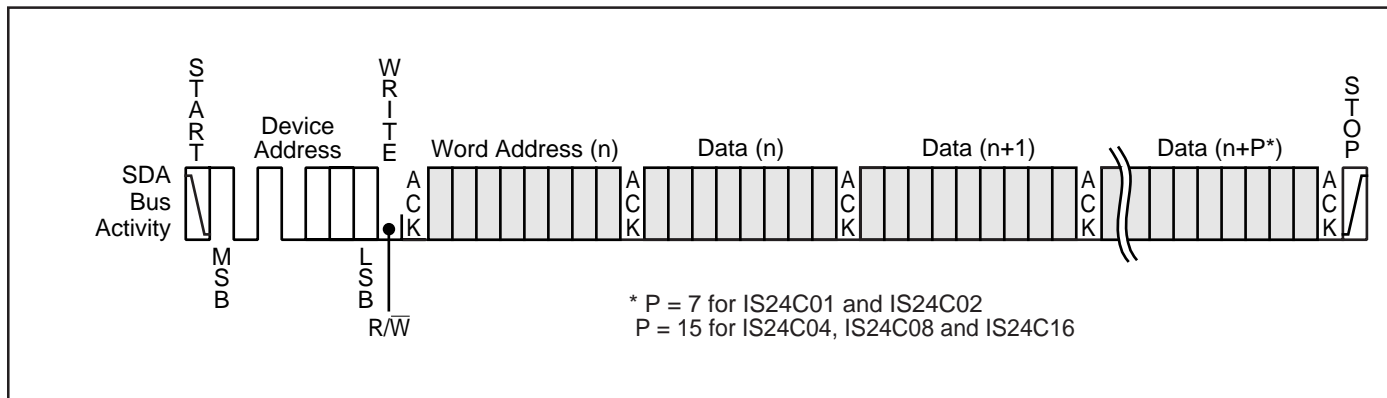 START
WRITE
STOP
Device
Address
Word Address (n)
Data (n)
Data (n+1)
Data (n+P*)
SDA
Bus
Activity
ACK
ACK
ACK
ACK
ACK
MSB
LSB
R/W̅
* P = 7 for IS24C01 and IS24C02
P = 15 for IS24C04, IS24C08 and IS24C16